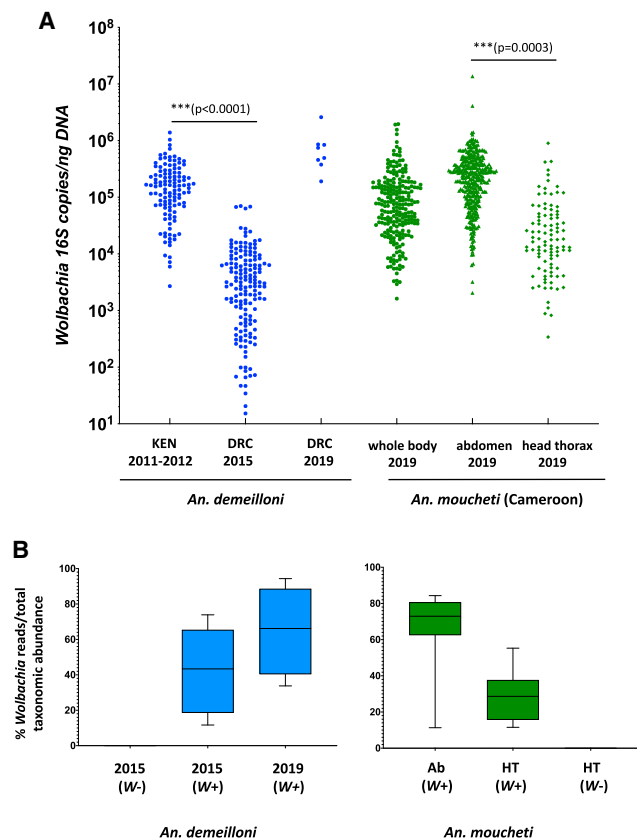 A
Wolbachia 16S copies/ng DNA
10^8
10^7
10^6
10^5
10^4
10^3
10^2
10^1
***(p<0.0001)
***(p=0.0003)
KEN
2011-2012
DRC
2015
DRC
2019
whole body
2019
abdomen
2019
head thorax
2019
An. demeilloni
An. moucheti (Cameroon)
B
% Wolbachia reads/total
taxonomic abundance
100
80
60
40
20
0
2015
(W-)
2015
(W+)
2019
(W+)
An. demeilloni
100
80
60
40
20
0
Ab
(W+)
HT
(W+)
HT
(W-)
An. moucheti